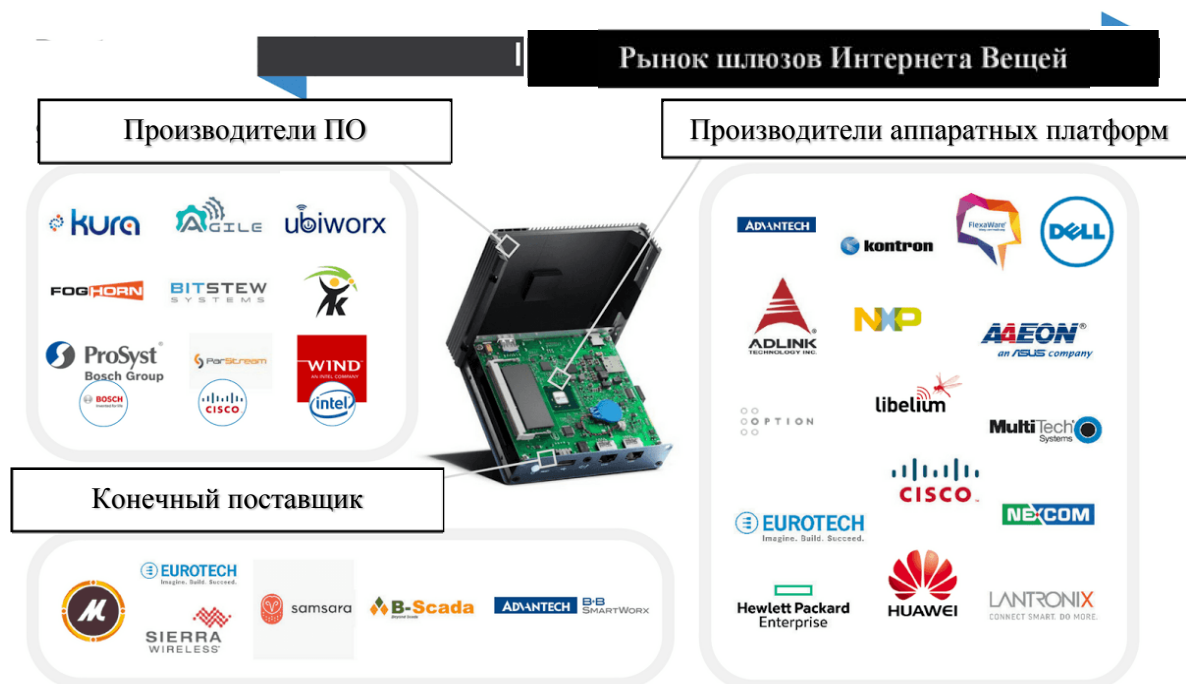 Рынок шлюзов Интернета Вещей
Производители ПО
Производители аппаратных платформ
kura
AGILE
ubiworx
FOGHORN
BITSTEW
SYSTEMS
K
ProSyst®
Bosch Group
BOSCH
ParStream
CISCO
WIND
AN INTEL COMPANY
intel
ADVANTECH
kontron
FlexaWare
DELL
ADLINK
TECHNOLOGY INC.
NXP
AAEON®
an ASUS company
OPTION
libelium
MultiTech
Systems
CISCO
EUROTECH
Imagine. Build. Succeed.
NEXCOM
Hewlett Packard
Enterprise
HUAWEI
LANTRONIX
CONNECT SMART. DO MORE.
Конечный поставщик
M
EUROTECH
Imagine. Build. Succeed.
SIERRA
WIRELESS
samsara
B-Scada
ADVANTECH B+B
SMARTWORX